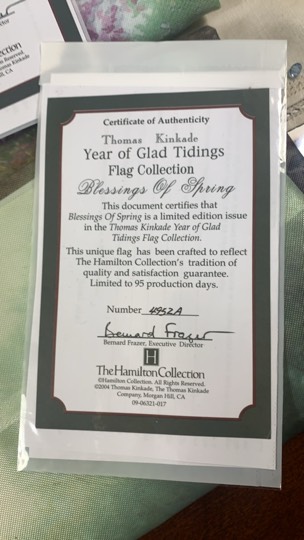 Collection
CA
Certificate of Authenticity
Thomas Kinkade
Year of Glad Tidings
Flag Collection
Blessings Of Spring
This document certifies that
Blessings Of Spring is a limited edition issue
in the Thomas Kinkade Year of Glad
Tidings Flag Collection.
This unique flag has been crafted to reflect
The Hamilton Collection's tradition of
quality and satisfaction guarantee.
Limited to 95 production days.
Number 4952A
Bernard Frazer
Bernard Frazer, Executive Director
H
The Hamilton Collection
©Hamilton Collection. All Rights Reserved.
©2004 Thomas Kinkade, The Thomas Kinkade
Company, Morgan Hill, CA
09-06321-017